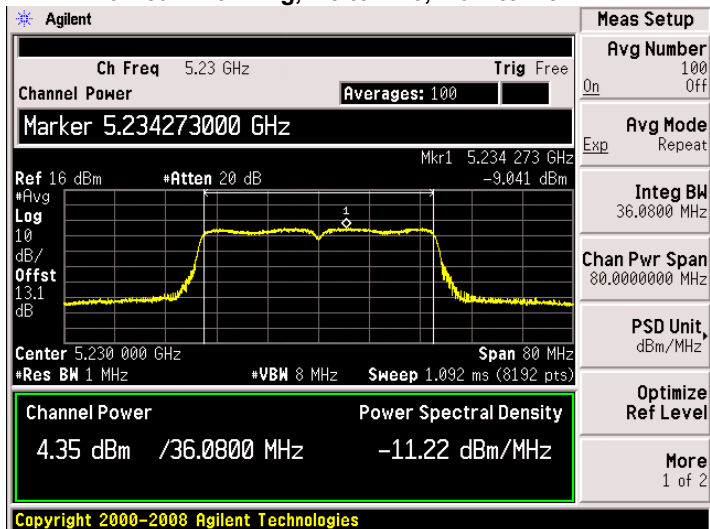 Agilent
Meas Setup
Ch Freq 5.23 GHz Trig Free
Channel Power Averages: 100
Marker 5.234273000 GHz
Mkr1 5.234 273 GHz
Ref 16 dBm #Atten 20 dB -9.041 dBm
#Avg
Log
10
dB/
Offst
13.1
dB
1
Center 5.230 000 GHz Span 80 MHz
#Res BW 1 MHz #VBW 8 MHz Sweep 1.092 ms (8192 pts)
Channel Power Power Spectral Density
4.35 dBm /36.0800 MHz -11.22 dBm/MHz
Copyright 2000-2008 Agilent Technologies
Avg Number
100
On Off
Avg Mode
Exp Repeat
Integ BW
36.0800 MHz
Chan Pwr Span
80.0000000 MHz
PSD Unit
dBm/MHz
Optimize
Ref Level
More
1 of 2